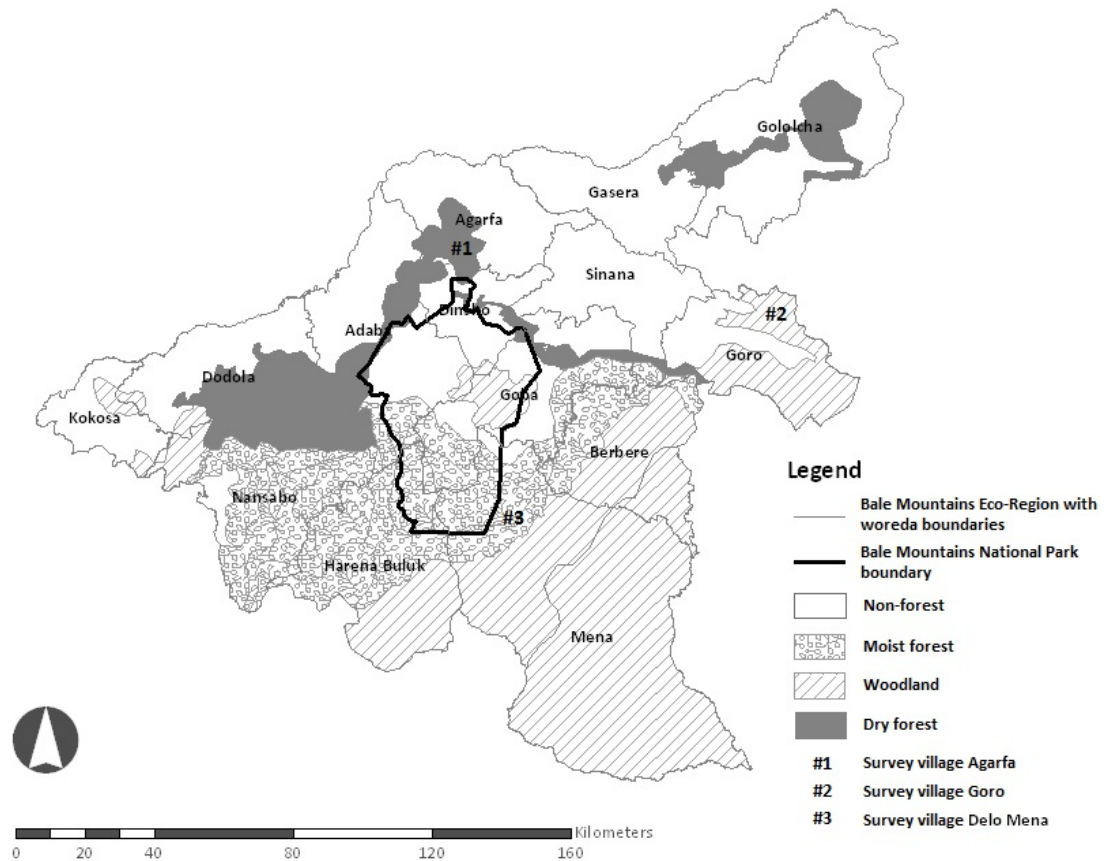 Gololcha
Gasera
Agarfa
#1
Sinana
Dinsho
#2
Adaba
Goro
Dodola
Goba
Kokosa
Berbere
Nansabo
#3
Harena Buluk
Mena
Legend
Bale Mountains Eco-Region with
woreda boundaries
Bale Mountains National Park
boundary
Non-forest
Moist forest
Woodland
Dry forest
#1 Survey village Agarfa
#2 Survey village Goro
#3 Survey village Delo Mena
Kilometers
0 20 40 80 120 160